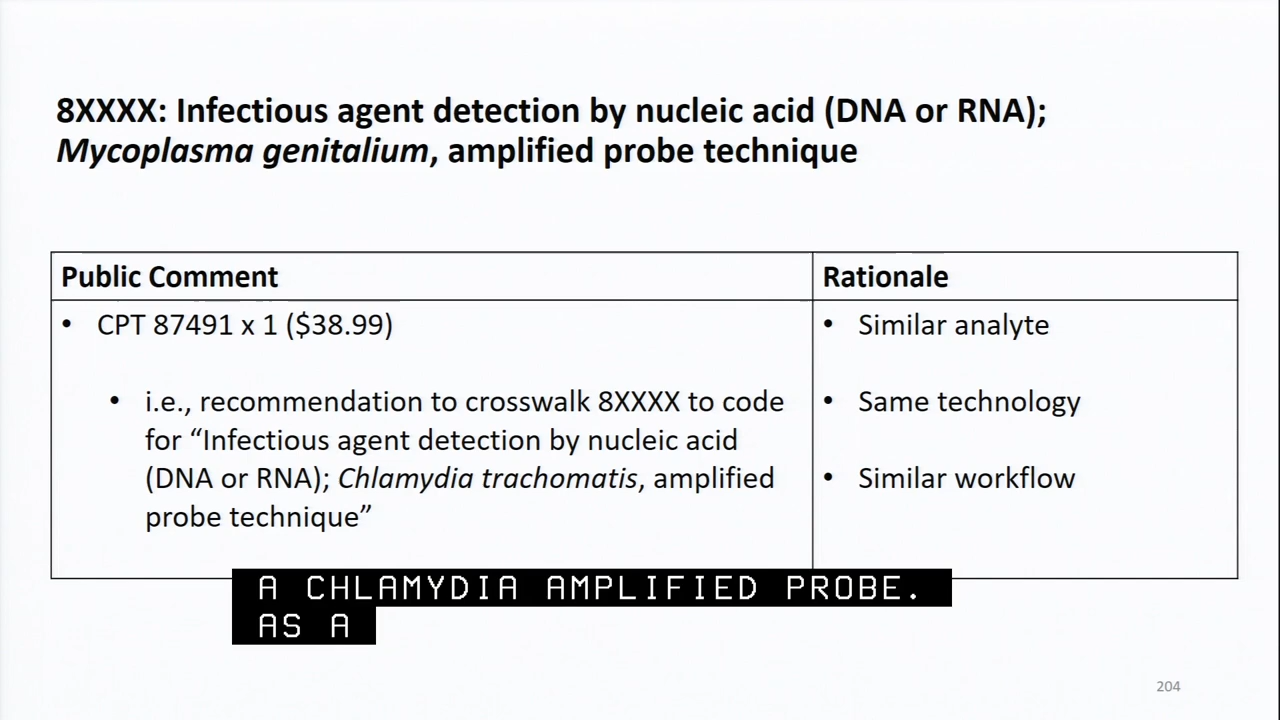 8XXXX: Infectious agent detection by nucleic acid (DNA or RNA);
Mycoplasma genitalium, amplified probe technique
Public Comment
Rationale
• CPT 87491 x 1 ($38.99)
• i.e., recommendation to crosswalk 8XXXX to code
for “Infectious agent detection by nucleic acid
(DNA or RNA); Chlamydia trachomatis, amplified
probe technique”
• Similar analyte
• Same technology
• Similar workflow
A CHLAMYDIA AMPLIFIED PROBE.
AS A
204